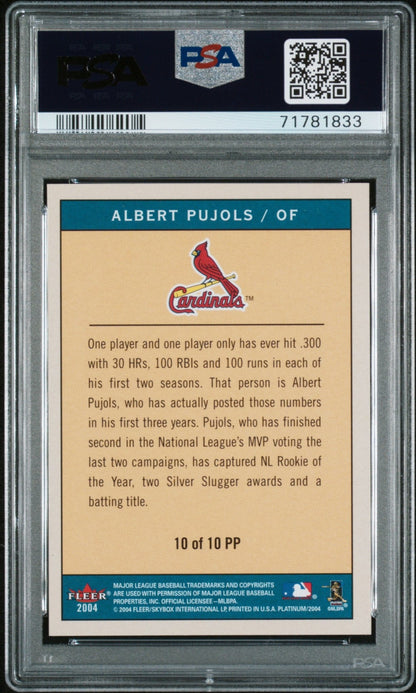 PSA
PSA
71781833
ALBERT PUJOLS / OF
Cardinals TM
One player and one player only has ever hit .300
with 30 HRs, 100 RBIs and 100 runs in each of
his first two seasons. That person is Albert
Pujols, who has actually posted those numbers
in his first three years. Pujols, who has finished
second in the National League's MVP voting the
last two campaigns, has captured NL Rookie of
the Year, two Silver Slugger awards and a
batting title.
10 of 10 PP
FLEER
2004
MAJOR LEAGUE BASEBALL TRADEMARKS AND COPYRIGHTS
ARE USED WITH PERMISSION OF MAJOR LEAGUE BASEBALL
PROPERTIES, INC. OFFICIAL LICENSEE –MLBPA.
© 2004 FLEER/SKYBOX INTERNATIONAL LP. PRINTED IN U.S.A. PLATINUM/2004
©MLBPA
PSA